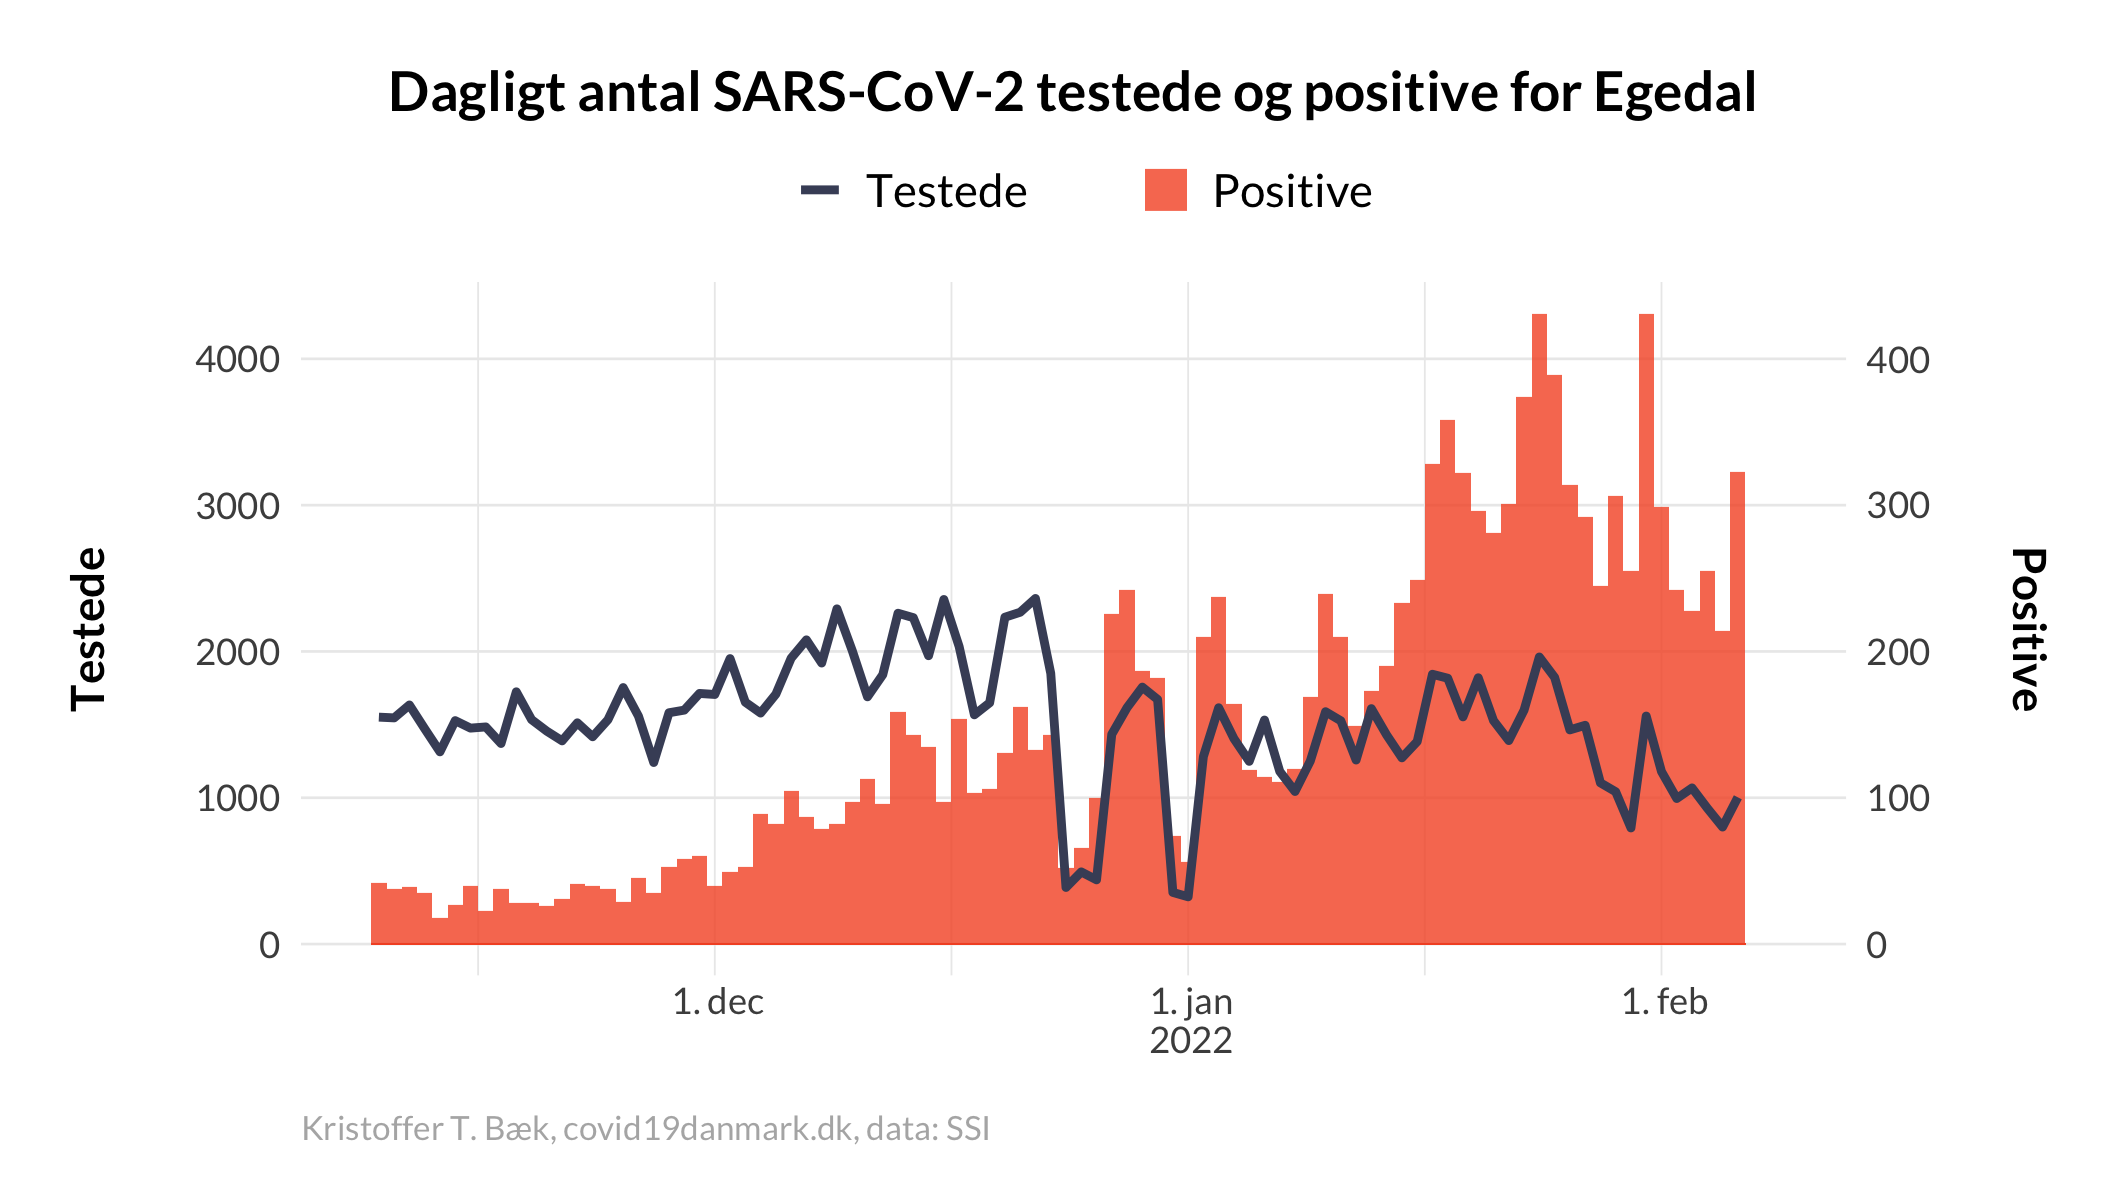 Dagligt antal SARS-CoV-2 testede og positive for Egedal
Testede
Positive
4000
3000
2000
1000
0
Testede
400
300
200
100
0
Positive
1. dec
1. jan
2022
1. feb
Kristoffer T. Bæk, covid19danmark.dk, data: SSI